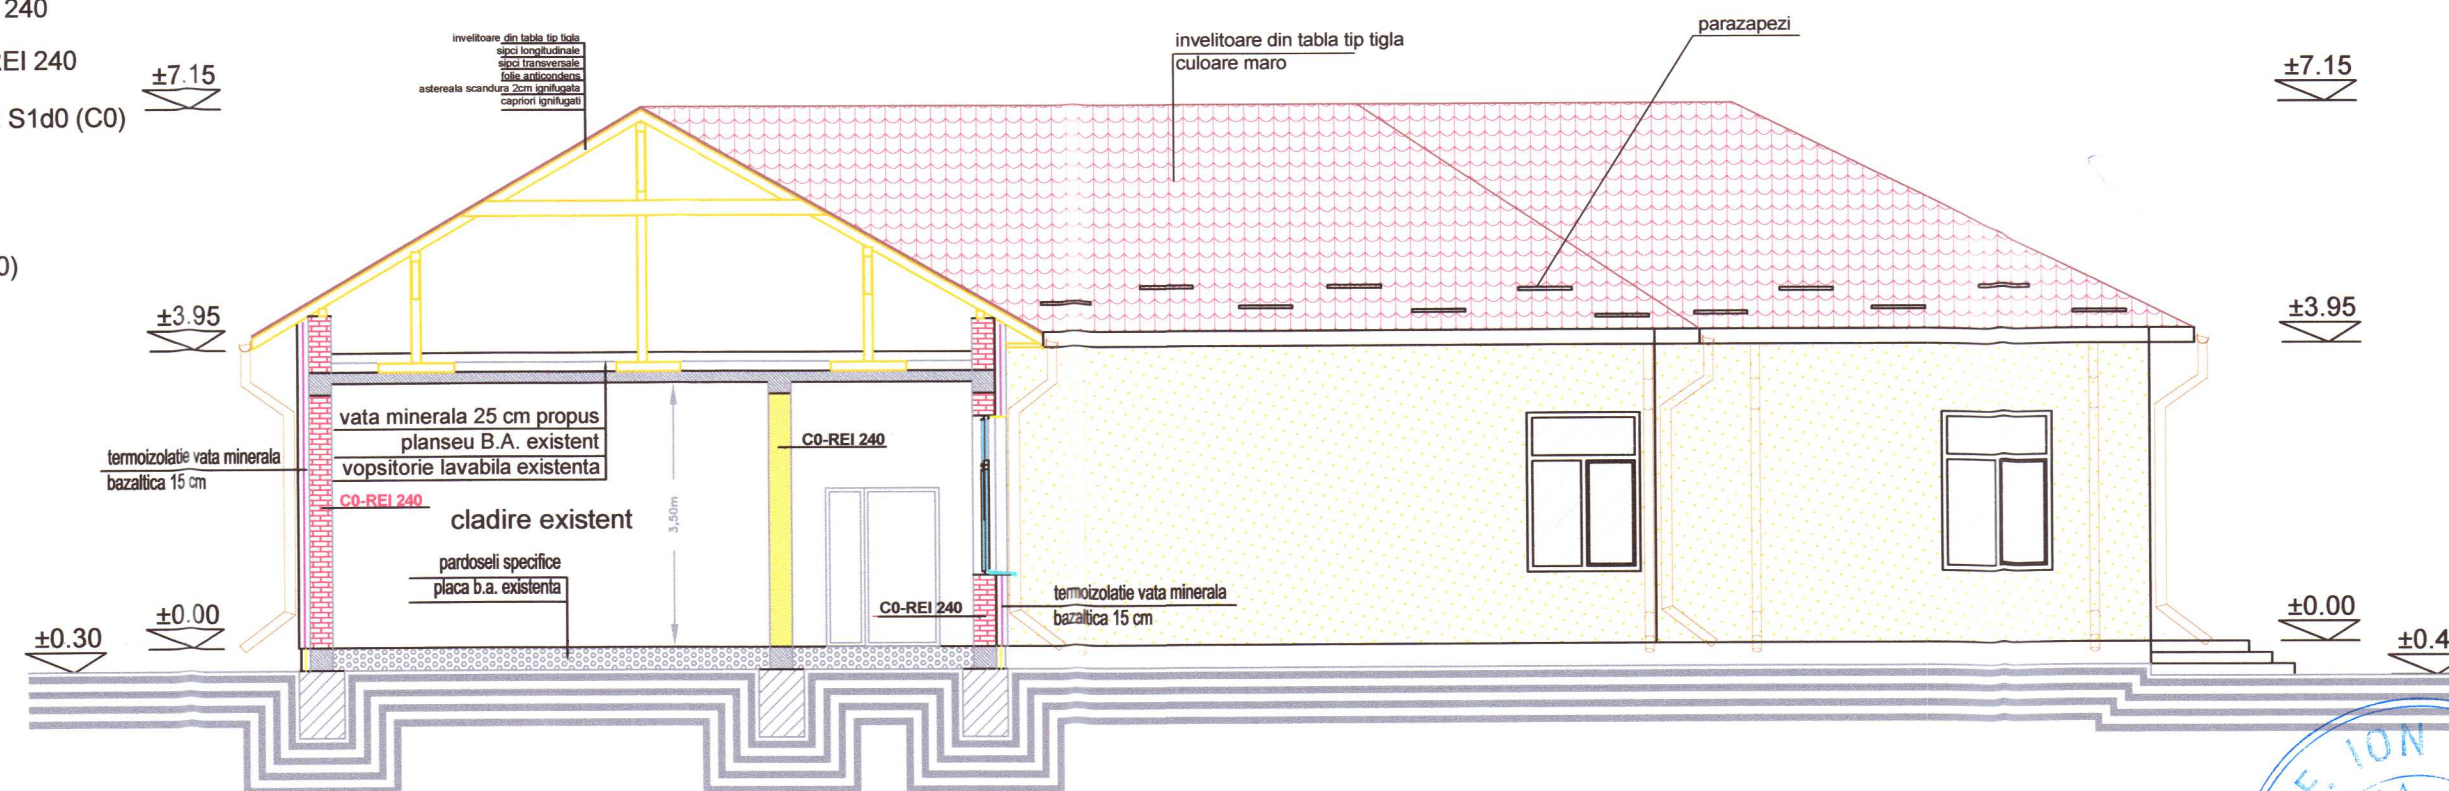 240
REI 240
S1d0 (C0)
0)
±7.15
±3.95
±0.00
±0.30
invelitoare din tabla tip tigla
sipci longitudinale
sipci transversale
folie anticondens
astereala scandura 2cm ignifugata
capriori ignifugati
invelitoare din tabla tip tigla
culoare maro
parazapezi
±7.15
±3.95
±0.00
±0.4
vata minerala 25 cm propus
planseu B.A. existent
vopsitorie lavabila existenta
termoizolatie vata minerala
bazaltica 15 cm
C0-REI 240
C0-REI 240
cladire existent
3,50m
pardoseli specifice
placa b.a. existenta
C0-REI 240
termoizolatie vata minerala
bazaltica 15 cm
E. ION